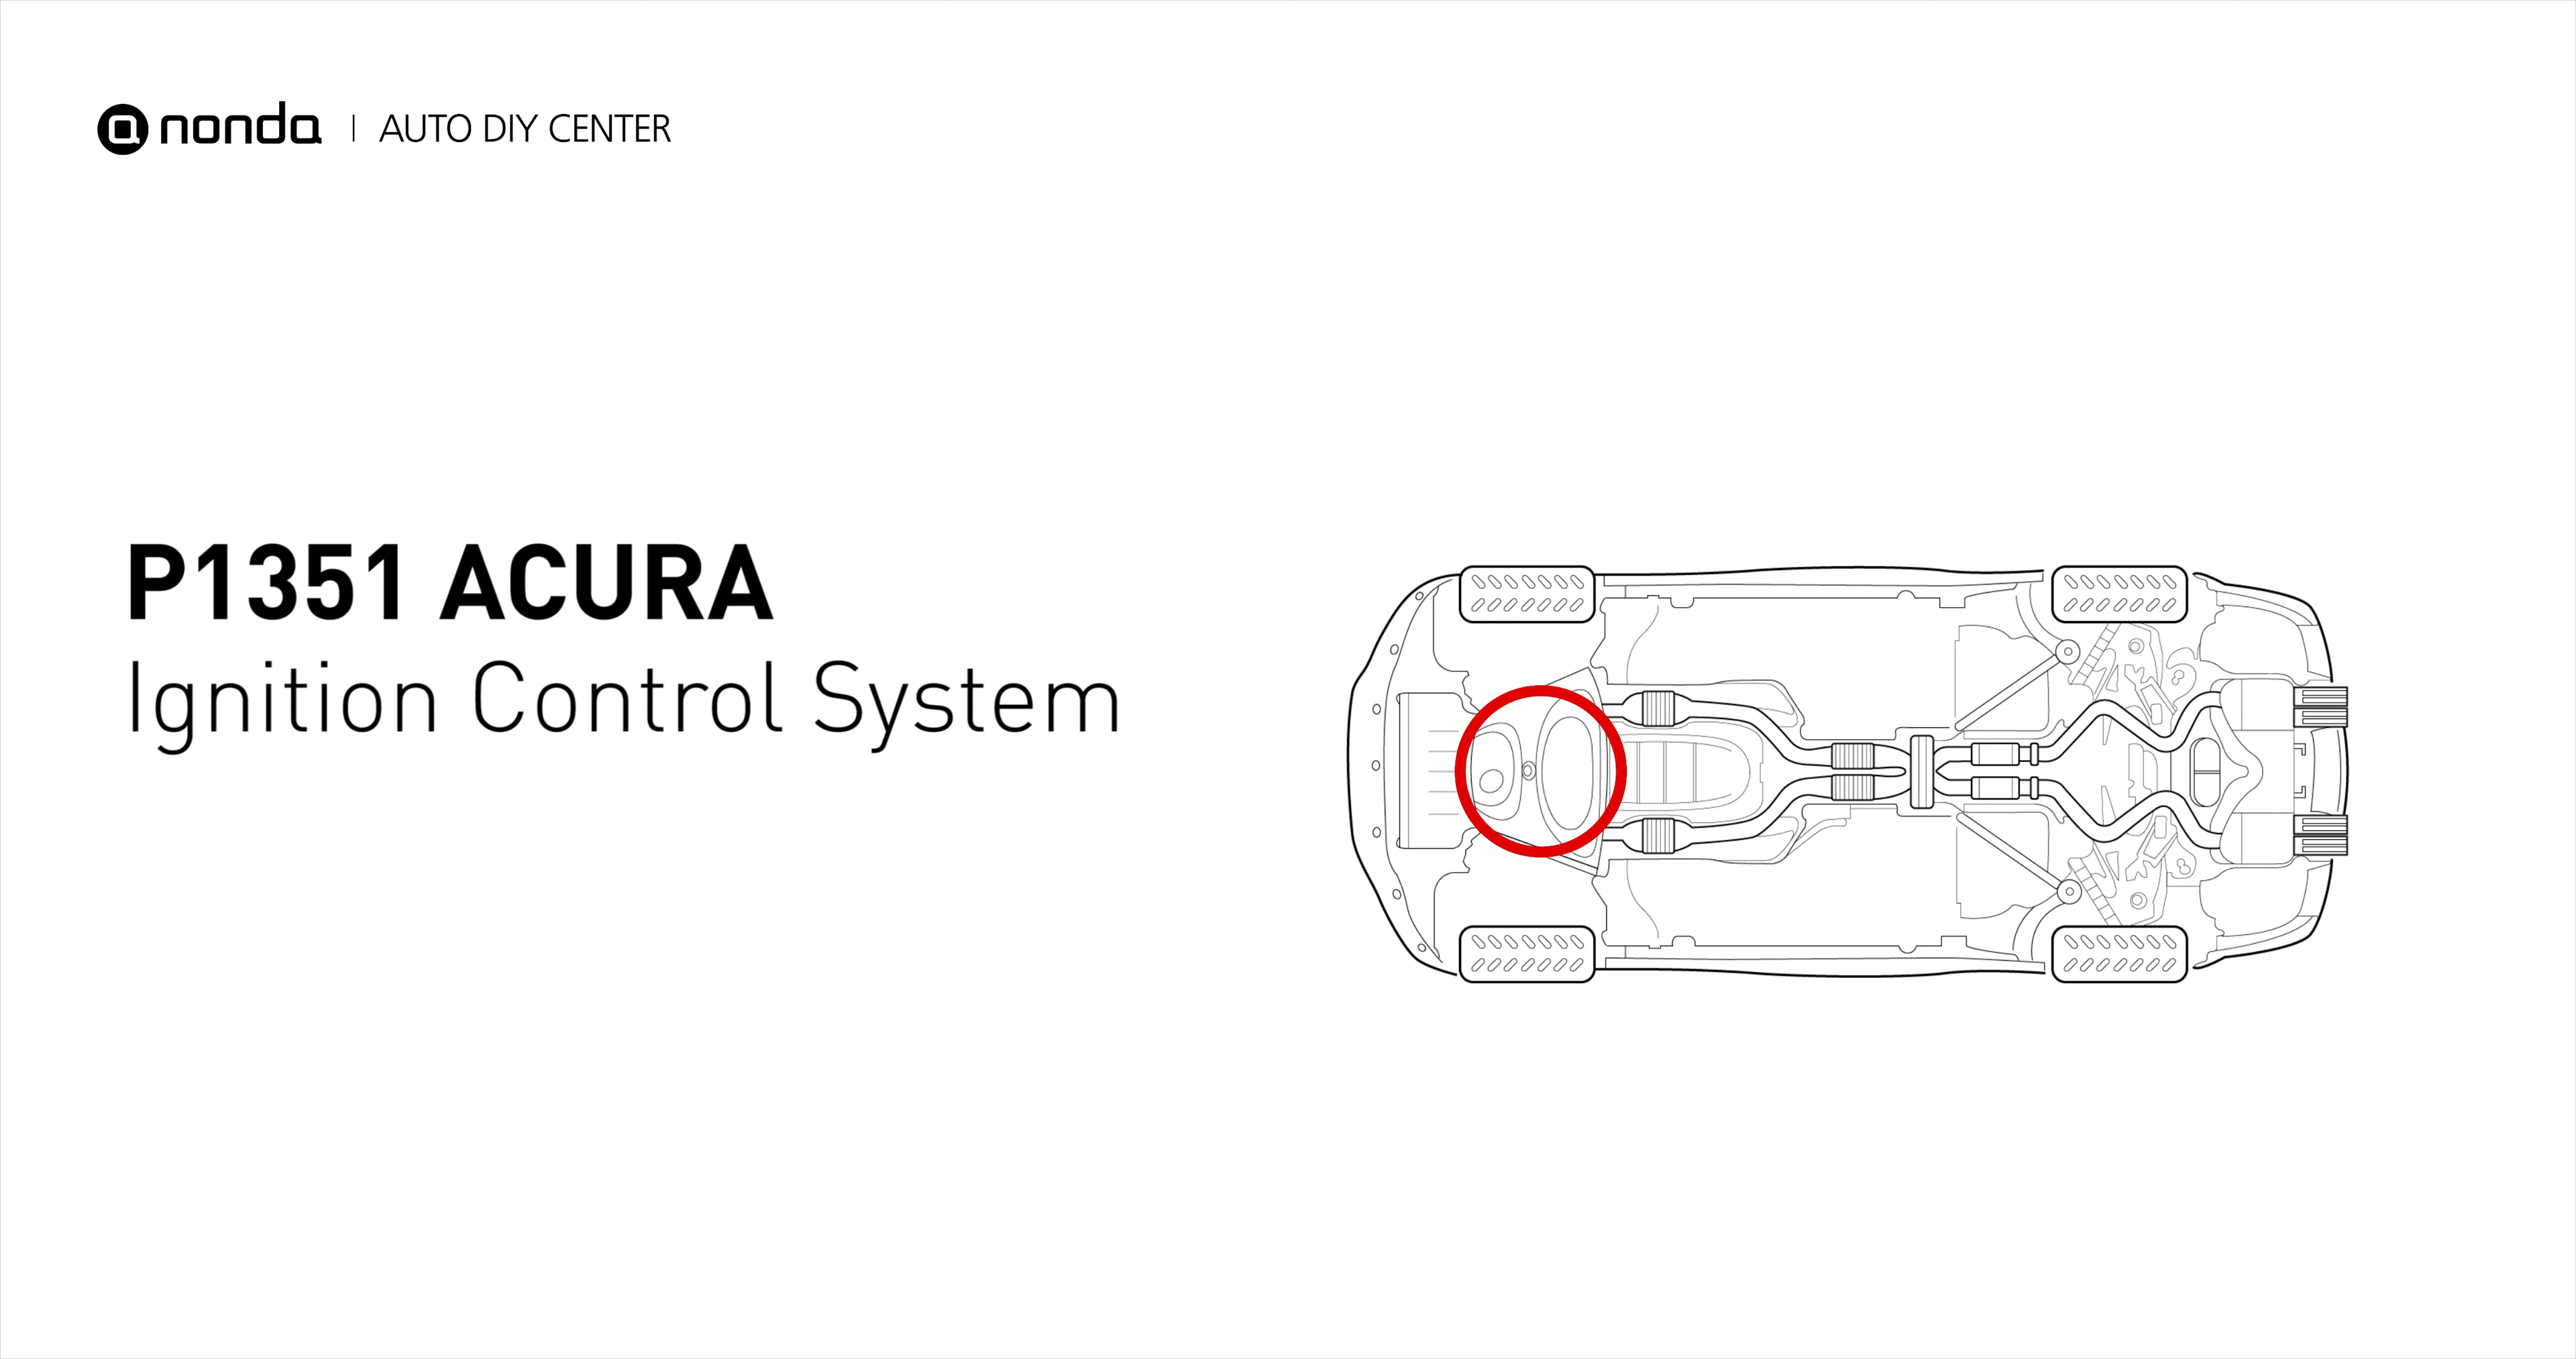 nonda | AUTO DIY CENTER
P1351 ACURA
Ignition Control System